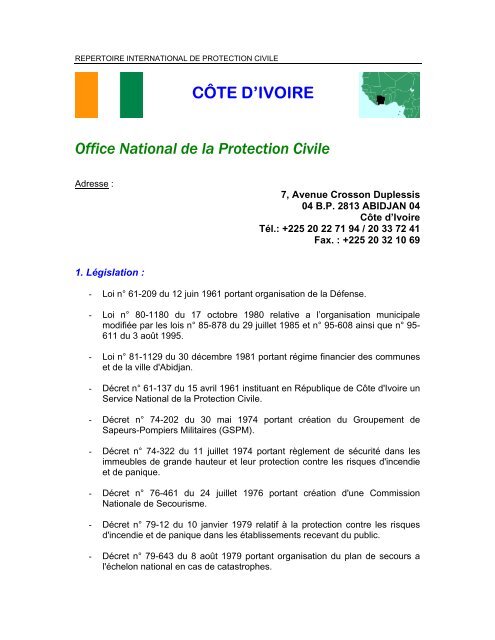 REPERTOIRE INTERNATIONAL DE PROTECTION CIVILE
CÔTE D’IVOIRE
Office National de la Protection Civile
Adresse :
7, Avenue Crosson Duplessis
04 B.P. 2813 ABIDJAN 04
Côte d’Ivoire
Tél.: +225 20 22 71 94 / 20 33 72 41
Fax. : +225 20 32 10 69
1. Législation :
- Loi n° 61-209 du 12 juin 1961 portant organisation de la Défense.
- Loi n° 80-1180 du 17 octobre 1980 relative a l’organisation municipale
modifiée par les lois n° 85-878 du 29 juillet 1985 et n° 95-608 ainsi que n° 95-
611 du 3 août 1995.
- Loi n° 81-1129 du 30 décembre 1981 portant régime financier des communes
et de la ville d'Abidjan.
- Décret n° 61-137 du 15 avril 1961 instituant en République de Côte d'Ivoire un
Service National de la Protection Civile.
- Décret n° 74-202 du 30 mai 1974 portant création du Groupement de
Sapeurs-Pompiers Militaires (GSPM).
- Décret n° 74-322 du 11 juillet 1974 portant règlement de sécurité dans les
immeubles de grande hauteur et leur protection contre les risques d'incendie
et de panique.
- Décret n° 76-461 du 24 juillet 1976 portant création d'une Commission
Nationale de Secourisme.
- Décret n° 79-12 du 10 janvier 1979 relatif à la protection contre les risques
d'incendie et de panique dans les établissements recevant du public.
- Décret n° 79-643 du 8 août 1979 portant organisation du plan de secours a
l'échelon national en cas de catastrophes.